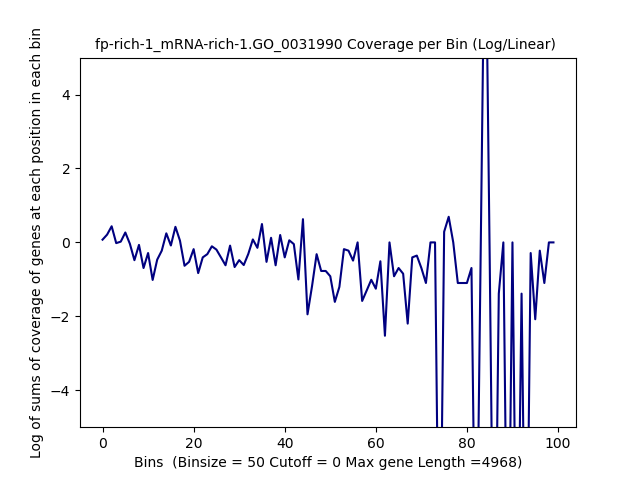 fp-rich-1_mRNA-rich-1.GO_0031990 Coverage per Bin (Log/Linear)
Log of sums of coverage of genes at each position in each bin
4
2
0
−2
−4
0 20 40 60 80 100
Bins  (Binsize = 50 Cutoff = 0 Max gene Length =4968)